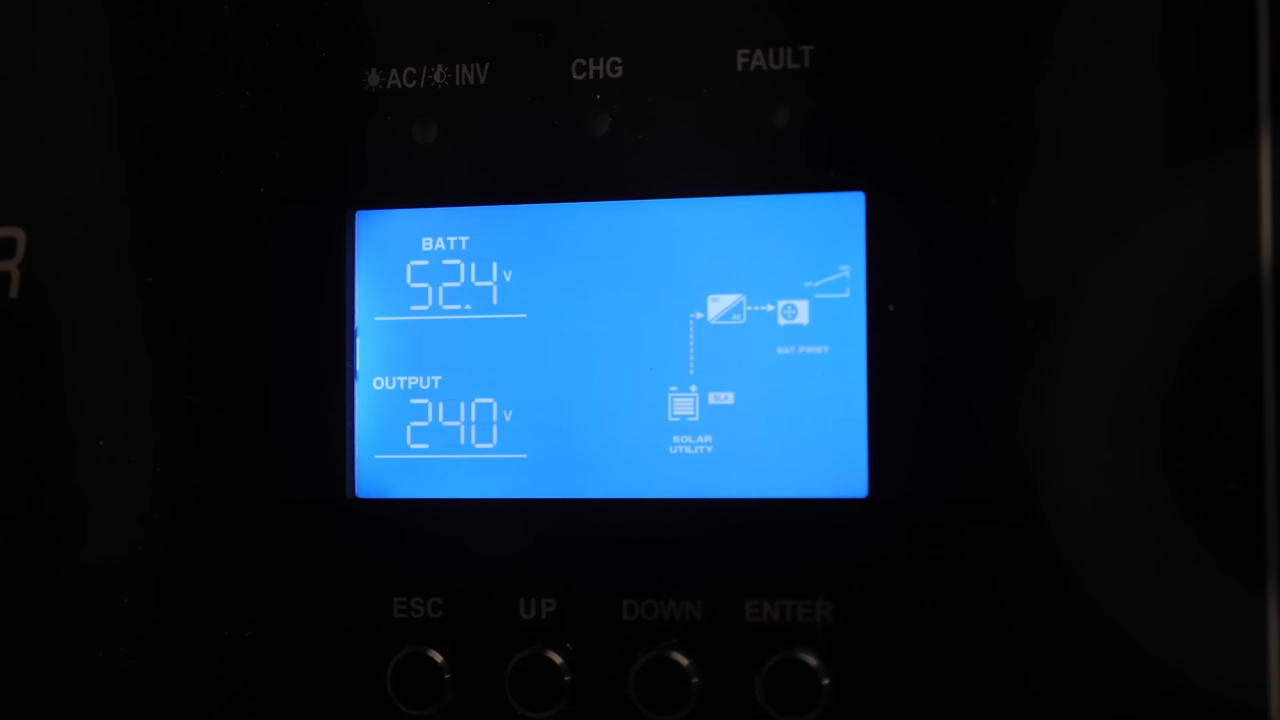 AC/ INV
CHG
FAULT
R
BATT
52.4 V
BAT FIRST
OUTPUT
240 V
SOLAR
UTILITY
ESC
UP
DOWN
ENTER